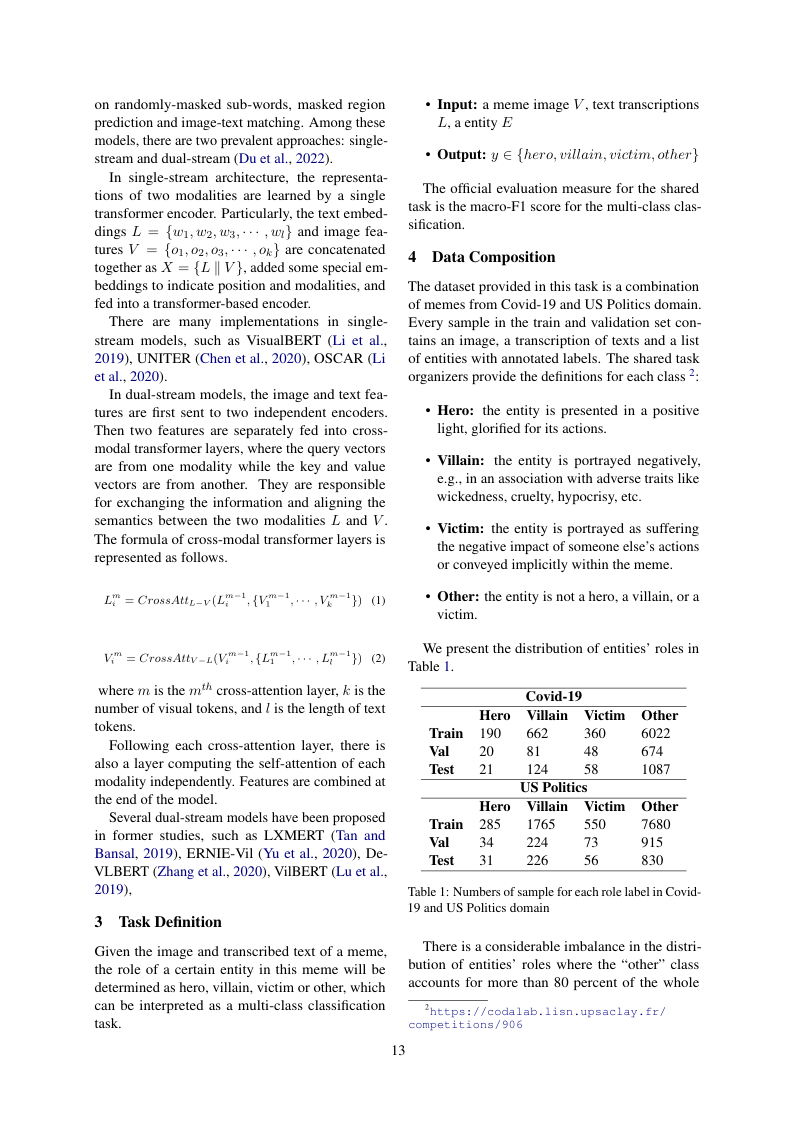 on randomly-masked sub-words, masked region
prediction and image-text matching. Among these
models, there are two prevalent approaches: single-
stream and dual-stream (Du et al., 2022).
In single-stream architecture, the representa-
tions of two modalities are learned by a single
transformer encoder. Particularly, the text embed-
dings L = {w₁, w₂, w₃, ⋯ , wₗ} and image fea-
tures V = {o₁, o₂, o₃, ⋯ , oₖ} are concatenated
together as X = {L ∥ V}, added some special em-
beddings to indicate position and modalities, and
fed into a transformer-based encoder.
There are many implementations in single-
stream models, such as VisualBERT (Li et al.,
2019), UNITER (Chen et al., 2020), OSCAR (Li
et al., 2020).
In dual-stream models, the image and text fea-
tures are first sent to two independent encoders.
Then two features are separately fed into cross-
modal transformer layers, where the query vectors
are from one modality while the key and value
vectors are from another. They are responsible
for exchanging the information and aligning the
semantics between the two modalities L and V.
The formula of cross-modal transformer layers is
represented as follows.
L_i^m = CrossAtt_{L−V}(L_i^{m−1}, {V_1^{m−1}, ⋯ , V_k^{m−1}}) (1)
V_i^m = CrossAtt_{V−L}(V_i^{m−1}, {L_1^{m−1}, ⋯ , L_l^{m−1}}) (2)
where m is the m^{th} cross-attention layer, k is the
number of visual tokens, and l is the length of text
tokens.
Following each cross-attention layer, there is
also a layer computing the self-attention of each
modality independently. Features are combined at
the end of the model.
Several dual-stream models have been proposed
in former studies, such as LXMERT (Tan and
Bansal, 2019), ERNIE-Vil (Yu et al., 2020), De-
VLBERT (Zhang et al., 2020), VilBERT (Lu et al.,
2019),
3 Task Definition
Given the image and transcribed text of a meme,
the role of a certain entity in this meme will be
determined as hero, villain, victim or other, which
can be interpreted as a multi-class classification
task.
• Input: a meme image V, text transcriptions
L, a entity E
• Output: y ∈ {hero, villain, victim, other}
The official evaluation measure for the shared
task is the macro-F1 score for the multi-class clas-
sification.
4 Data Composition
The dataset provided in this task is a combination
of memes from Covid-19 and US Politics domain.
Every sample in the train and validation set con-
tains an image, a transcription of texts and a list
of entities with annotated labels. The shared task
organizers provide the definitions for each class ²:
• Hero: the entity is presented in a positive
light, glorified for its actions.
• Villain: the entity is portrayed negatively,
e.g., in an association with adverse traits like
wickedness, cruelty, hypocrisy, etc.
• Victim: the entity is portrayed as suffering
the negative impact of someone else's actions
or conveyed implicitly within the meme.
• Other: the entity is not a hero, a villain, or a
victim.
We present the distribution of entities' roles in
Table 1.
Covid-19
Hero Villain Victim Other
Train 190 662 360 6022
Val 20 81 48 674
Test 21 124 58 1087
US Politics
Hero Villain Victim Other
Train 285 1765 550 7680
Val 34 224 73 915
Test 31 226 56 830
Table 1: Numbers of sample for each role label in Covid-
19 and US Politics domain
There is a considerable imbalance in the distri-
bution of entities' roles where the “other” class
accounts for more than 80 percent of the whole
²https://codalab.lisn.upsaclay.fr/
competitions/906
13